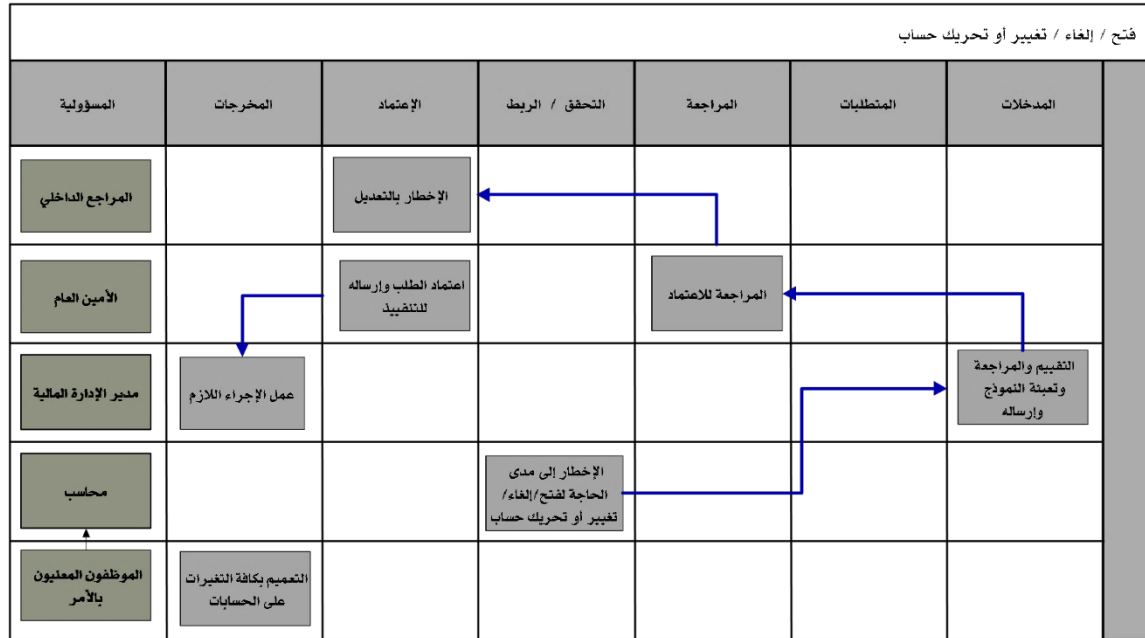 فتح / إلغاء / تغيير أو تحريك حساب
المدخلات
المتطلبات
المراجعة
التحقق / الربط
الإعتماد
المخرجات
المسؤولية
الإخطار بالتعديل
المراجع الداخلي
المراجعة للاعتماد
اعتماد الطلب وإرساله
للتنفييذ
الأمين العام
التقييم والمراجعة
وتعبئة النموذج
وإرساله
عمل الإجراء اللازم
مدير الإدارة المالية
الإخطار إلى مدى
الحاجة لفتح/إلغاء/
تغيير أو تحريك حساب
محاسب
التعميم بكافة التغيرات
على الحسابات
الموظفون المعنيون
بالأمر